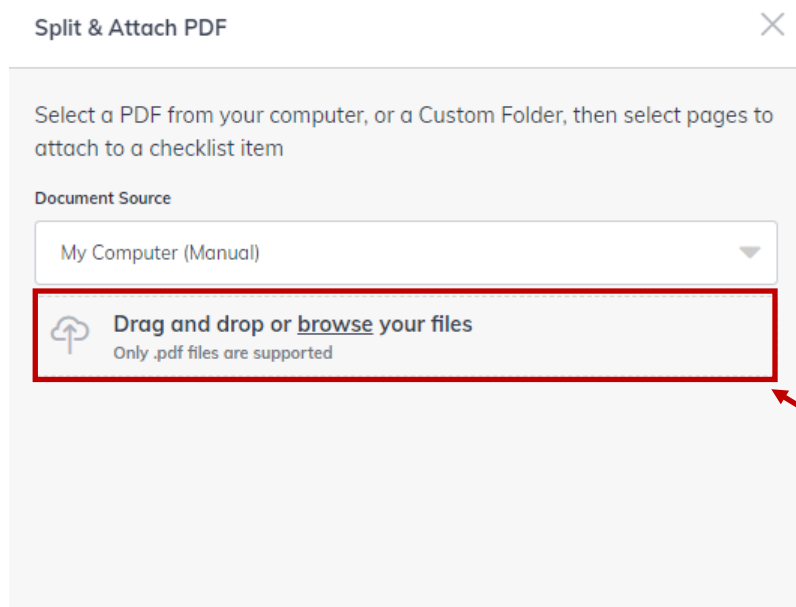 Split & Attach PDF
Select a PDF from your computer, or a Custom Folder, then select pages to
attach to a checklist item
Document Source
My Computer (Manual)
Drag and drop or browse your files
Only .pdf files are supported